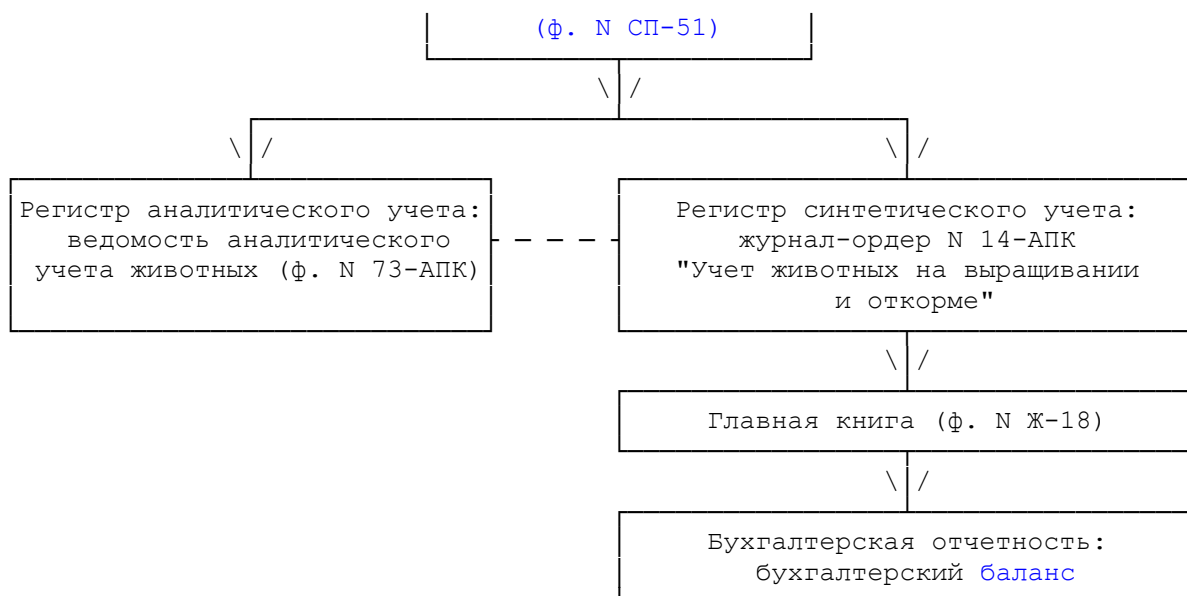 (ф. N СП-51)
Регистр аналитического учета:
ведомость аналитического
учета животных (ф. N 73-АПК)
Регистр синтетического учета:
журнал-ордер N 14-АПК
"Учет животных на выращивании
и откорме"
Главная книга (ф. N Ж-18)
Бухгалтерская отчетность:
бухгалтерский баланс